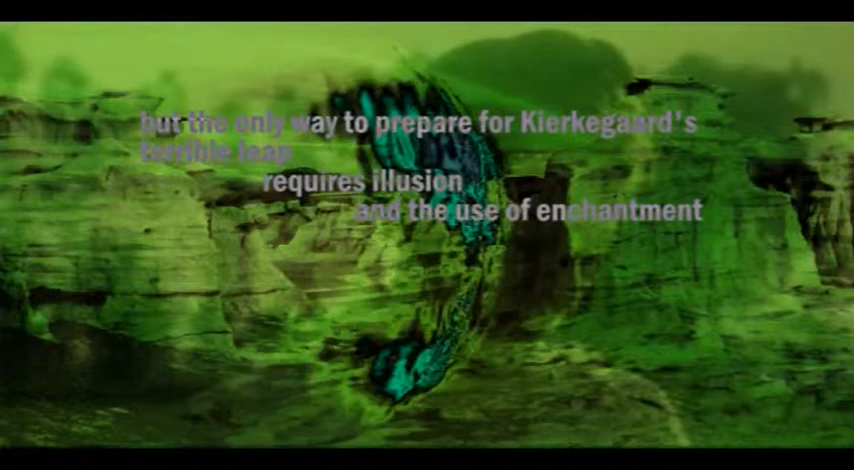 but the only way to prepare for Kierkegaard's
terrible leap
requires illusion
and the use of enchantment